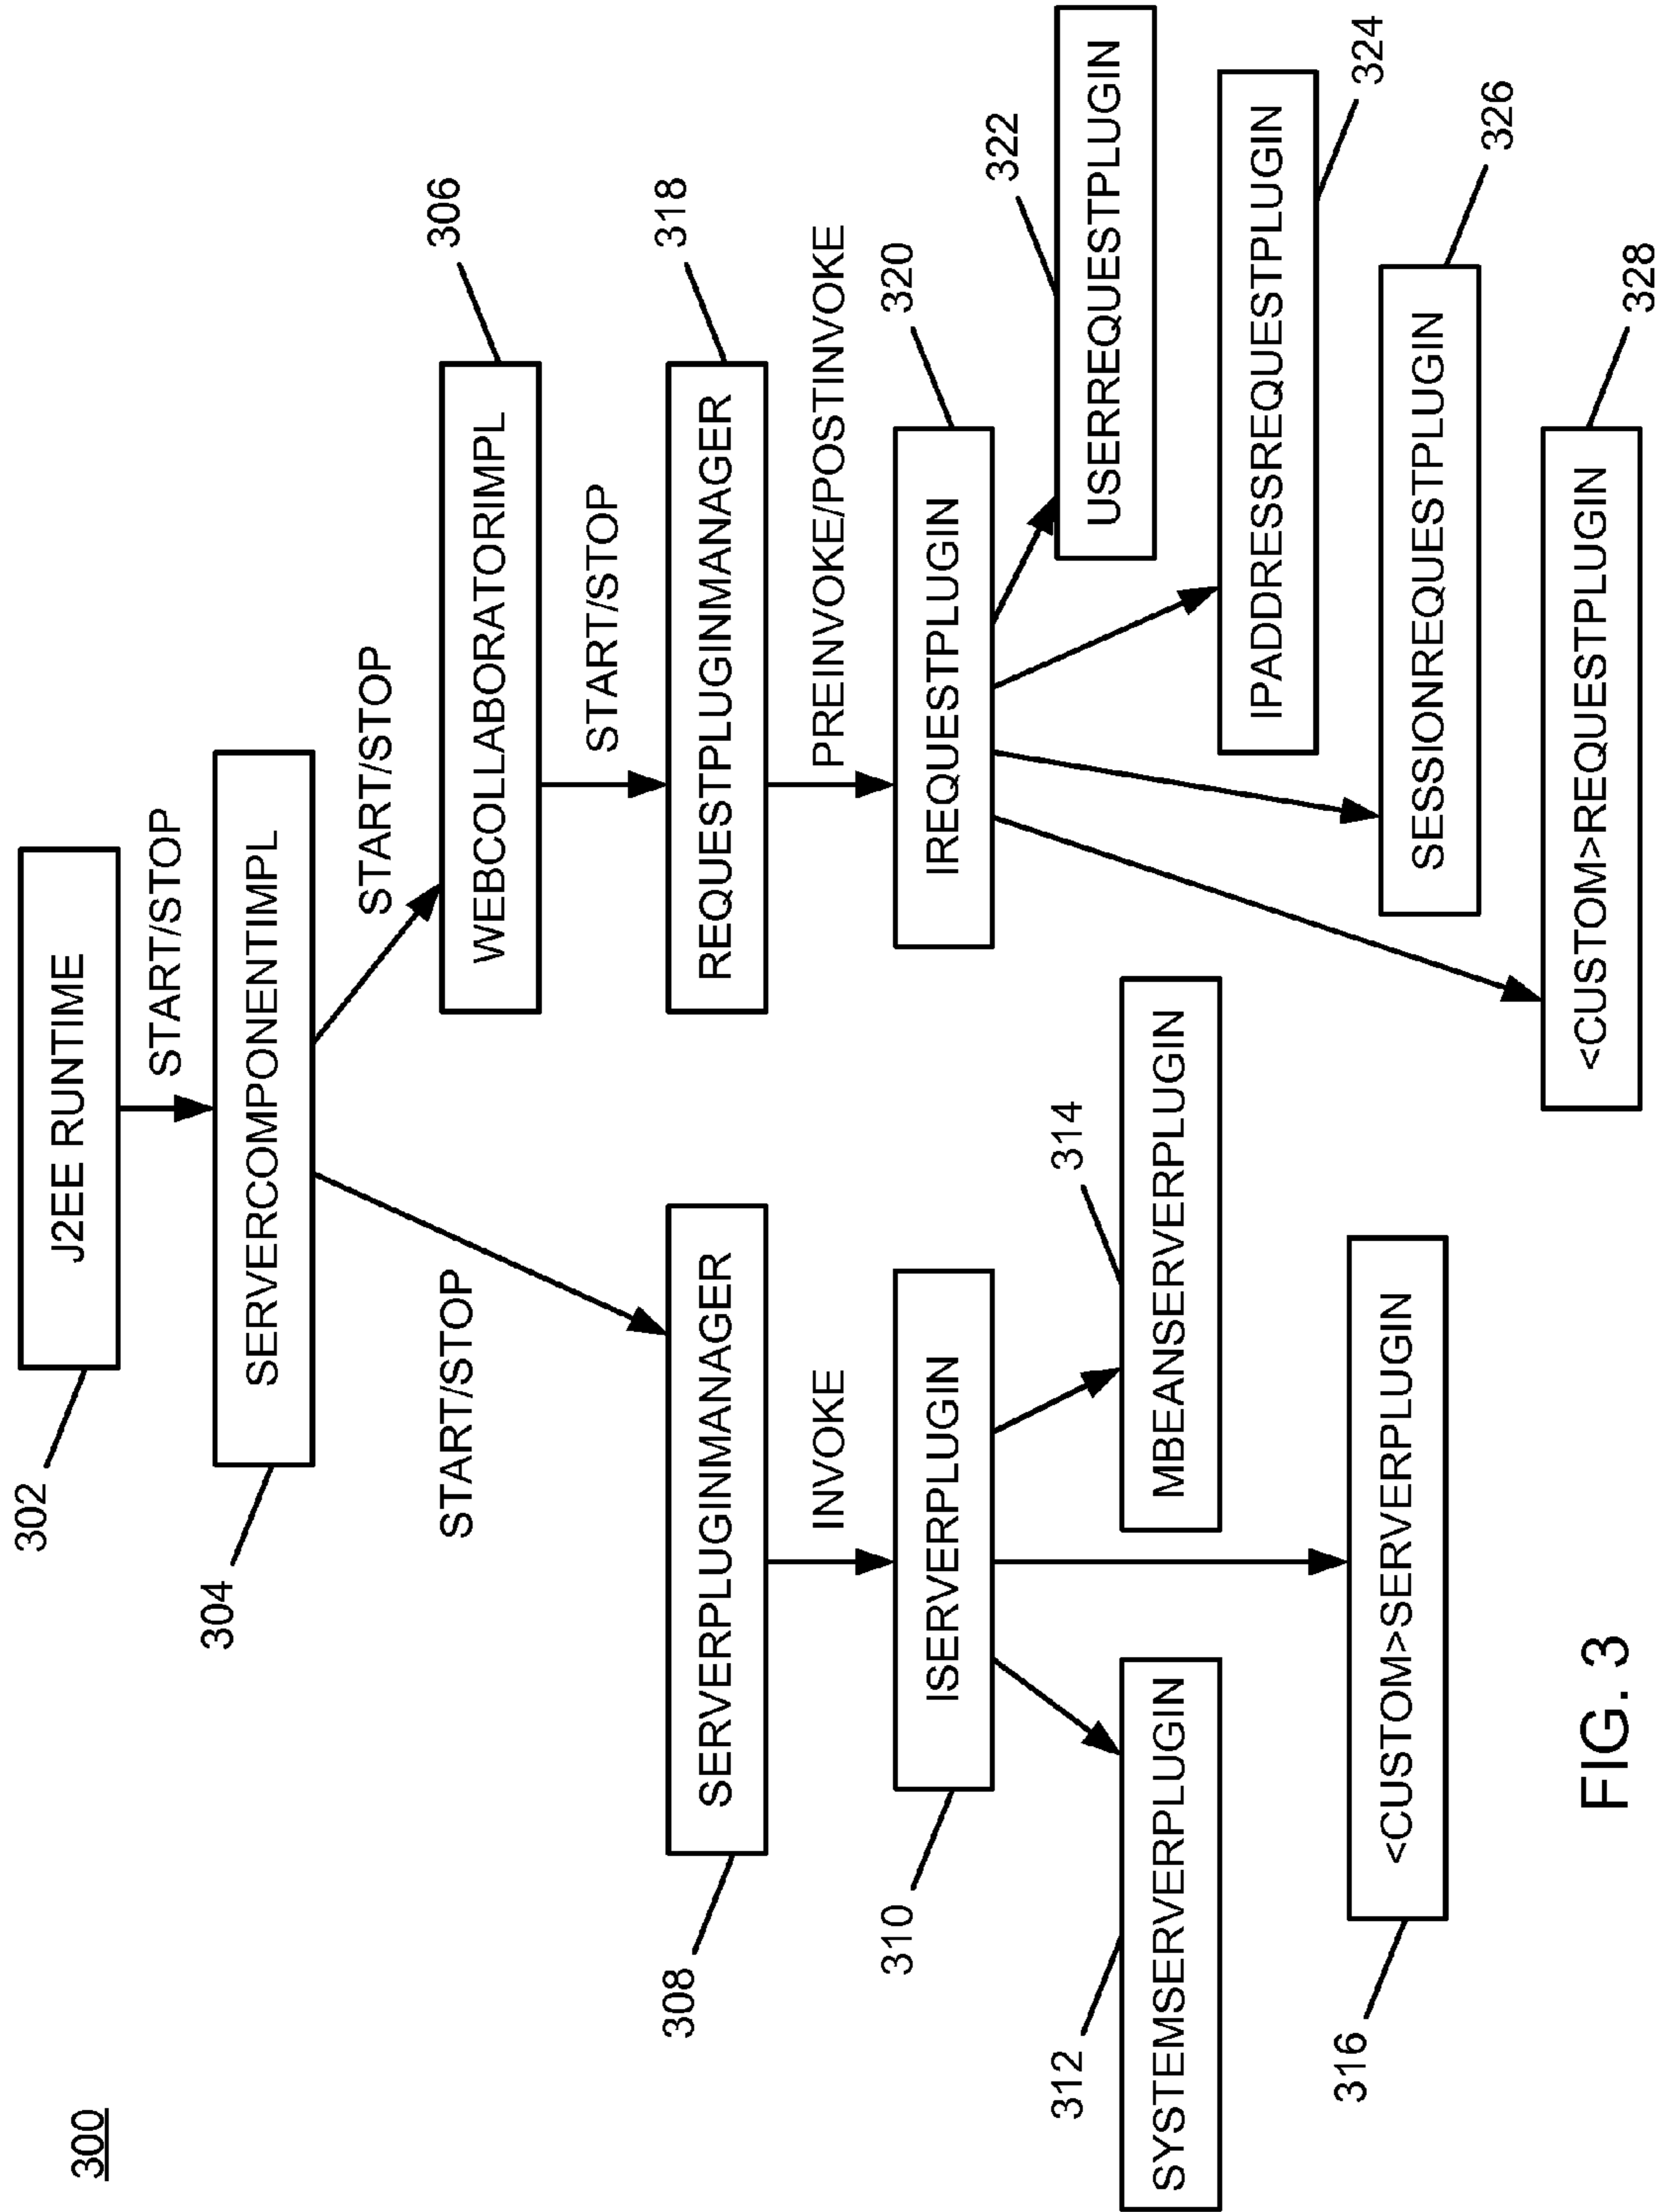 300
302
J2EE RUNTIME
START/STOP
304
SERVERCOMPONENTIMPL
START/STOP
START/STOP
WEBCOLLABORATORIMPL
306
START/STOP
308
SERVERPLUGINMANAGER
REQUESTPLUGINMANAGER
318
INVOKE
PREINVOKE/POSTINVOKE
310
ISERVERPLUGIN
IREQUESTPLUGIN
320
312
314
322
SYSTEMSERVERPLUGIN
MBEANSERVERPLUGIN
USERREQUESTPLUGIN
IPADDRESSREQUESTPLUGIN
324
316
<CUSTOM>SERVERPLUGIN
SESSIONREQUESTPLUGIN
326
<CUSTOM>REQUESTPLUGIN
328
FIG. 3